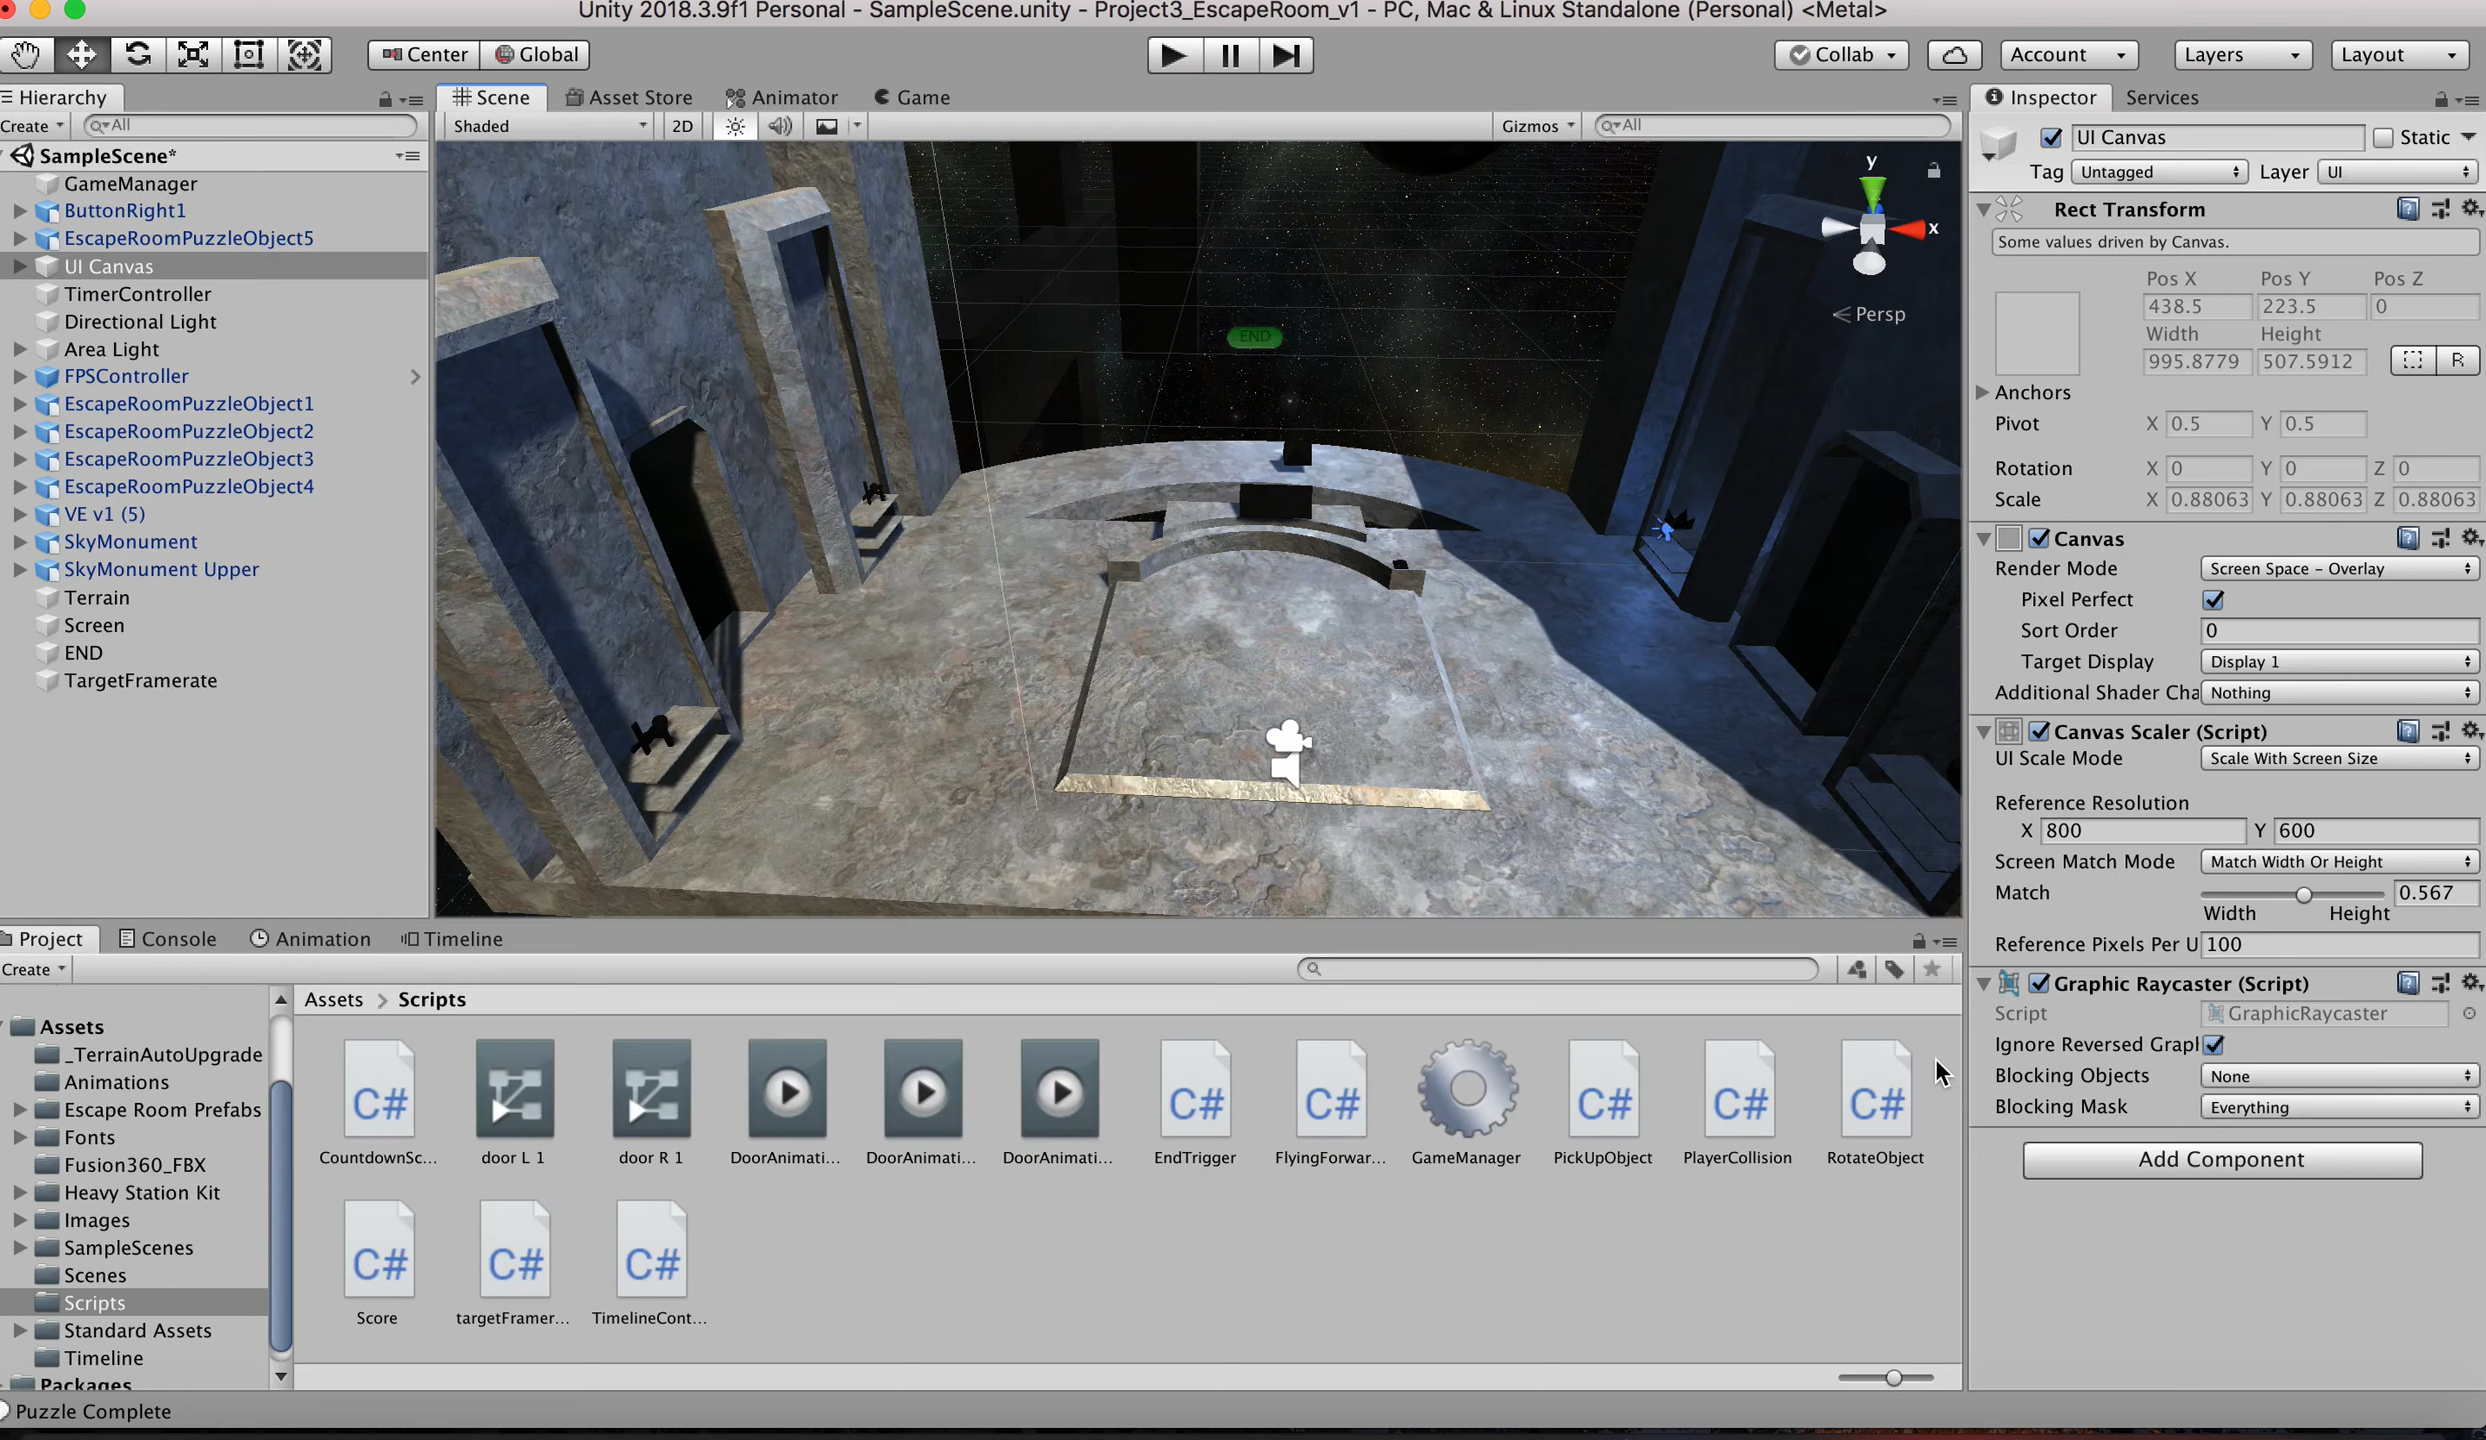 Unity 2018.3.9f1 Personal - SampleScene.unity - Project3_EscapeRoom_v1 - PC, Mac & Linux Standalone (Personal) <Metal>
Center Global Collab Account Layers Layout
Hierarchy
Create All
SampleScene*
GameManager
ButtonRight1
EscapeRoomPuzzleObject5
UI Canvas
TimerController
Directional Light
Area Light
FPSController
EscapeRoomPuzzleObject1
EscapeRoomPuzzleObject2
EscapeRoomPuzzleObject3
EscapeRoomPuzzleObject4
VE v1 (5)
SkyMonument
SkyMonument Upper
Terrain
Screen
END
TargetFramerate
Scene Asset Store Animator Game
Shaded 2D Gizmos All
y
x
Persp
END
Inspector Services
UI Canvas Static
Tag Untagged Layer UI
Rect Transform
Some values driven by Canvas.
Pos X Pos Y Pos Z
438.5 223.5 0
Width Height
995.8779 507.5912 R
Anchors
Pivot X 0.5 Y 0.5
Rotation X 0 Y 0 Z 0
Scale X 0.88063 Y 0.88063 Z 0.88063
Canvas
Render Mode Screen Space - Overlay
Pixel Perfect
Sort Order 0
Target Display Display 1
Additional Shader Cha Nothing
Canvas Scaler (Script)
UI Scale Mode Scale With Screen Size
Reference Resolution
X 800 Y 600
Screen Match Mode Match Width Or Height
Match 0.567
Width Height
Reference Pixels Per U 100
Graphic Raycaster (Script)
Script GraphicRaycaster
Ignore Reversed Grapl
Blocking Objects None
Blocking Mask Everything
Add Component
Project Console Animation Timeline
Create
Assets
_TerrainAutoUpgrade
Animations
Escape Room Prefabs
Fonts
Fusion360_FBX
Heavy Station Kit
Images
SampleScenes
Scenes
Scripts
Standard Assets
Timeline
Packages
Assets > Scripts
C# C# C# C# C# C#
CountdownSc... door L 1 door R 1 DoorAnimati... DoorAnimati... DoorAnimati... EndTrigger FlyingForwar... GameManager PickUpObject PlayerCollision RotateObject
C# C# C#
Score targetFramer... TimelineCont...
Puzzle Complete